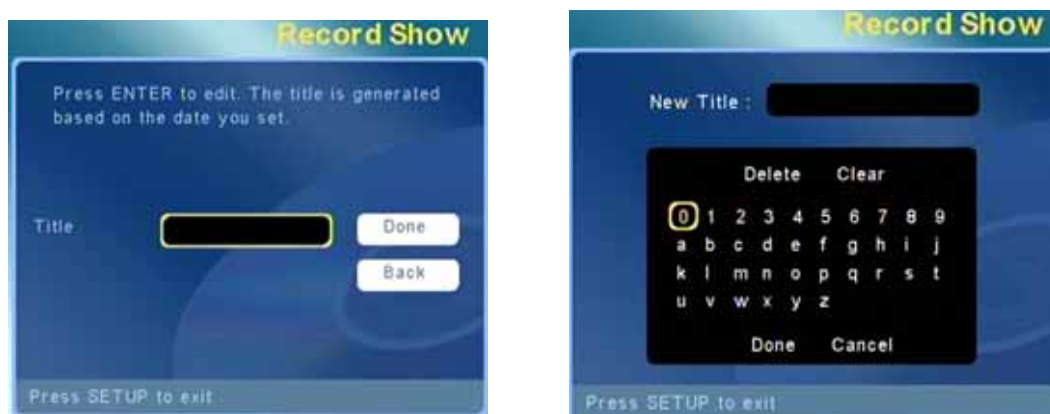 Record Show
Press ENTER to edit. The title is generated
based on the date you set.
Title
Done
Back
Press SETUP to exit
Record Show
New Title :
Delete Clear
0 1 2 3 4 5 6 7 8 9
a b c d e f g h i j
k l m n o p q r s t
u v w x y z
Done Cancel
Press SETUP to exit